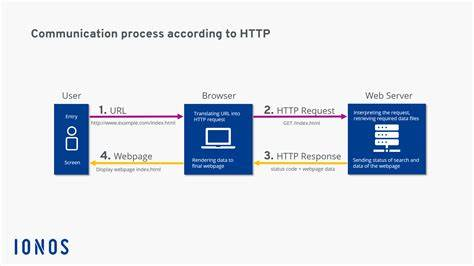 Communication process according to HTTP
User
Browser
Web Server
1. URL
http://www.example.com/index.html
2. HTTP Request
GET /index.html
Entry
Screen
Translating URL into
HTTP request
Rendering data to
final webpage
Interpreting the request,
retrieving required data files
Sending status of search and
data of the webpage
4. Webpage
Display webpage index.html
3. HTTP Response
status code + webpage data
IONOS